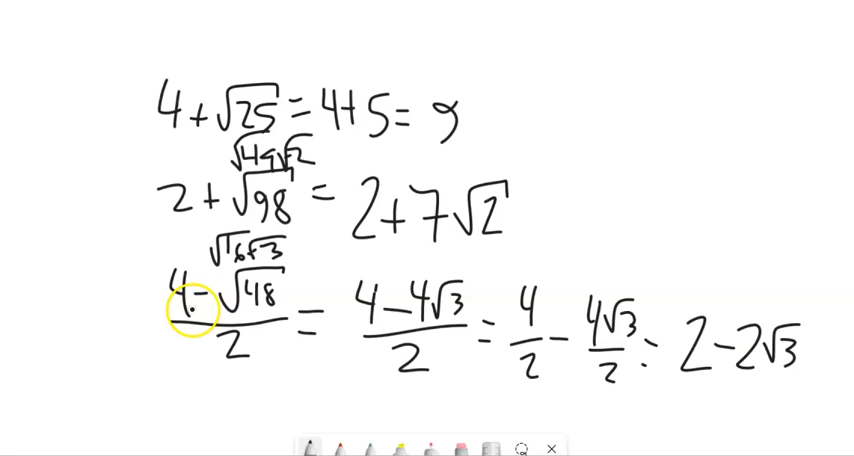 4 + √25 = 4 + 5 = 9
√49 √2
2 + √98 = 2 + 7√2
√16 √3
(4 - √48)/2 = (4 - 4√3)/2 = 4/2 - 4√3/2 = 2 - 2√3